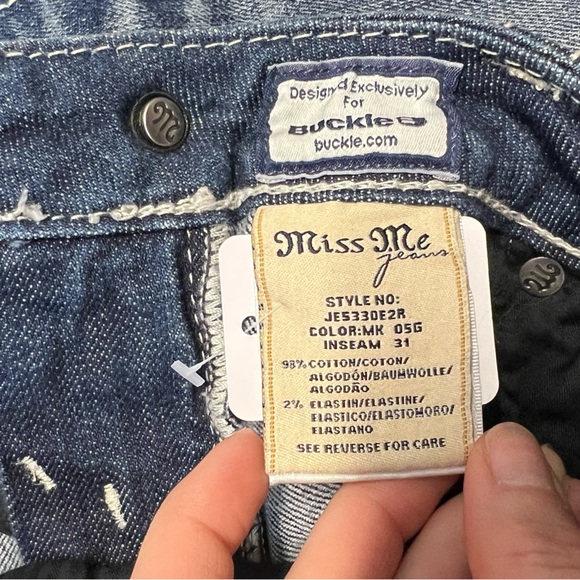 Designed Exclusively
For
BUCKLE B
buckle.com
Miss Me
jeans
STYLE NO:
JE5330E2R
COLOR:MK 05G
INSEAM 31
98% COTTON/COTON/
ALGODÓN/BAUMWOLLE/
ALGODÃO
2% ELASTIN/ELASTINE/
ELASTICO/ELASTOMORO/
ELASTANO
SEE REVERSE FOR CARE